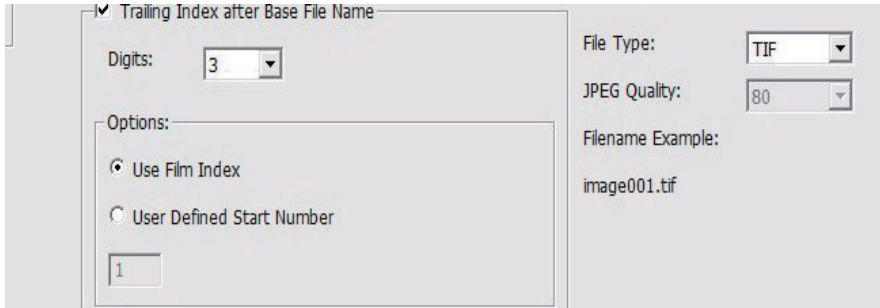 Trailing Index after Base File Name
Digits:
3
Options:
Use Film Index
User Defined Start Number
1
File Type:
TIF
JPEG Quality:
80
Filename Example:
image001.tif